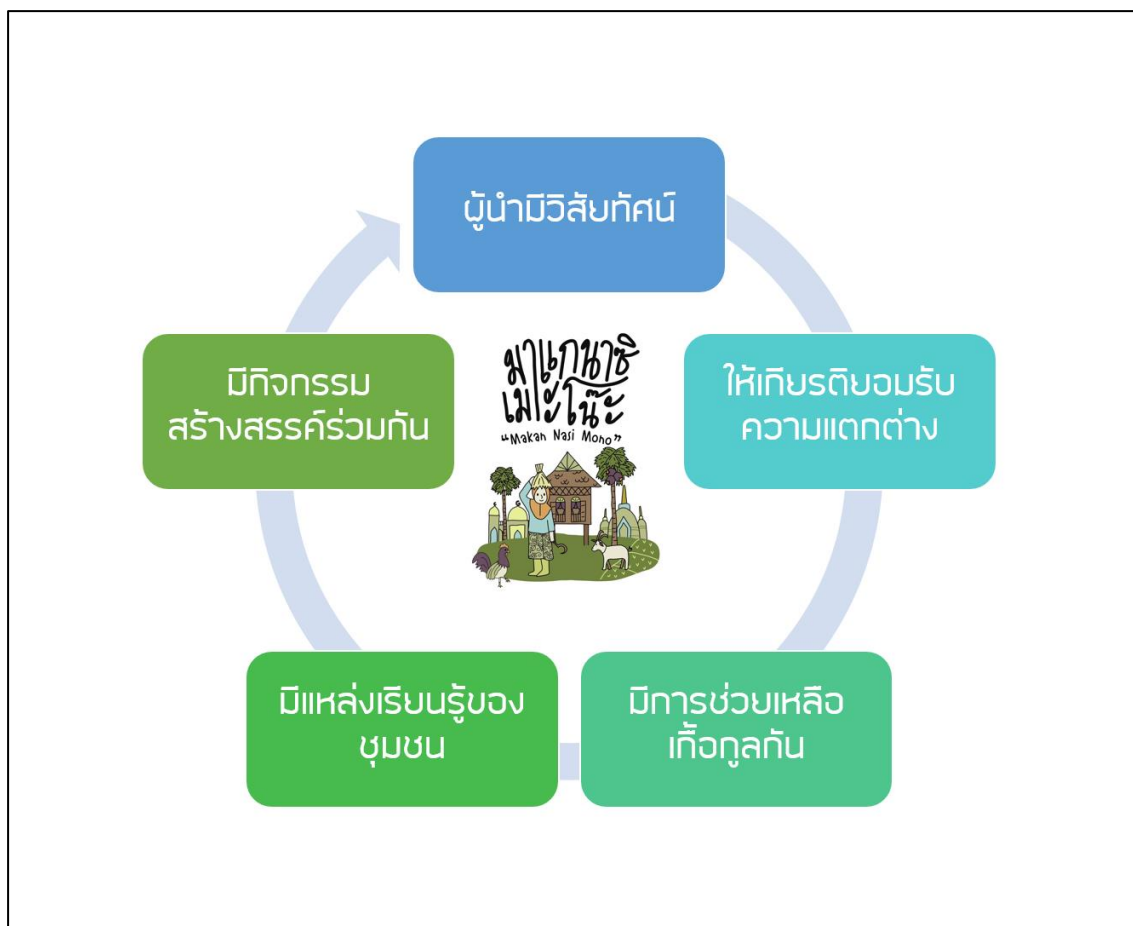 ผู้นำมีวิสัยทัศน์
ให้เกียรติยอมรับ
ความแตกต่าง
มีการช่วยเหลือ
เกื้อกูลกัน
มีแหล่งเรียนรู้ของ
ชุมชน
มีกิจกรรม
สร้างสรรค์ร่วมกัน
มาแกนาซิ
เมาะโน๊ะ
"Makan Nasi Mono"